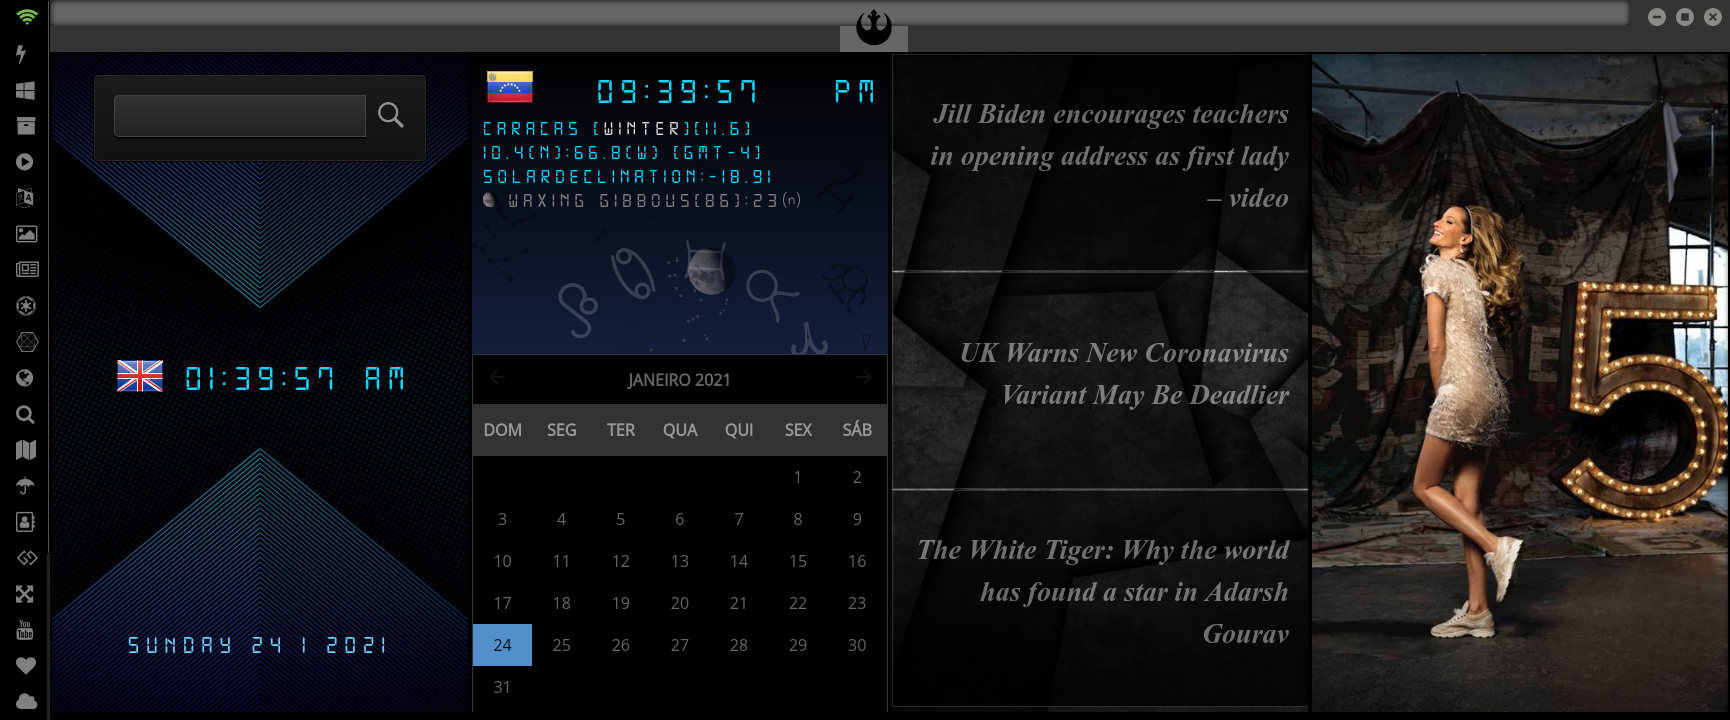 01:39:57 AM
SUNDAY 24 1 2021
09:39:57 PM
CARACAS (WINTER)(11.6)
10.4(N):66.8(W) (GMT-4)
SOLARDECLINATION:-18.91
WAXING GIBBOUS(86):23(n)
JANEIRO 2021
DOM SEG TER QUA QUI SEX SÁB
1 2
3 4 5 6 7 8 9
10 11 12 13 14 15 16
17 18 19 20 21 22 23
24 25 26 27 28 29 30
31
Jill Biden encourages teachers
in opening address as first lady
– video
UK Warns New Coronavirus
Variant May Be Deadlier
The White Tiger: Why the world
has found a star in Adarsh
Gourav
5
You
Tube